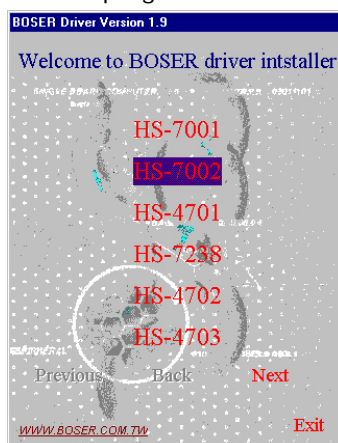 BOSER Driver Version 1.9
Welcome to BOSER driver intstaller
HS-7001
HS-7002
HS-4701
HS-7238
HS-4702
HS-4703
Previous Back Next
WWW.BOSER.COM.TW Exit